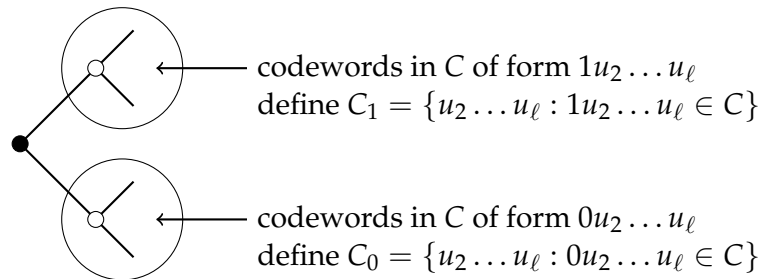 codewords in C of form 1u₂ … u_ℓ
define C₁ = {u₂ … u_ℓ : 1u₂ … u_ℓ ∈ C}
codewords in C of form 0u₂ … u_ℓ
define C₀ = {u₂ … u_ℓ : 0u₂ … u_ℓ ∈ C}